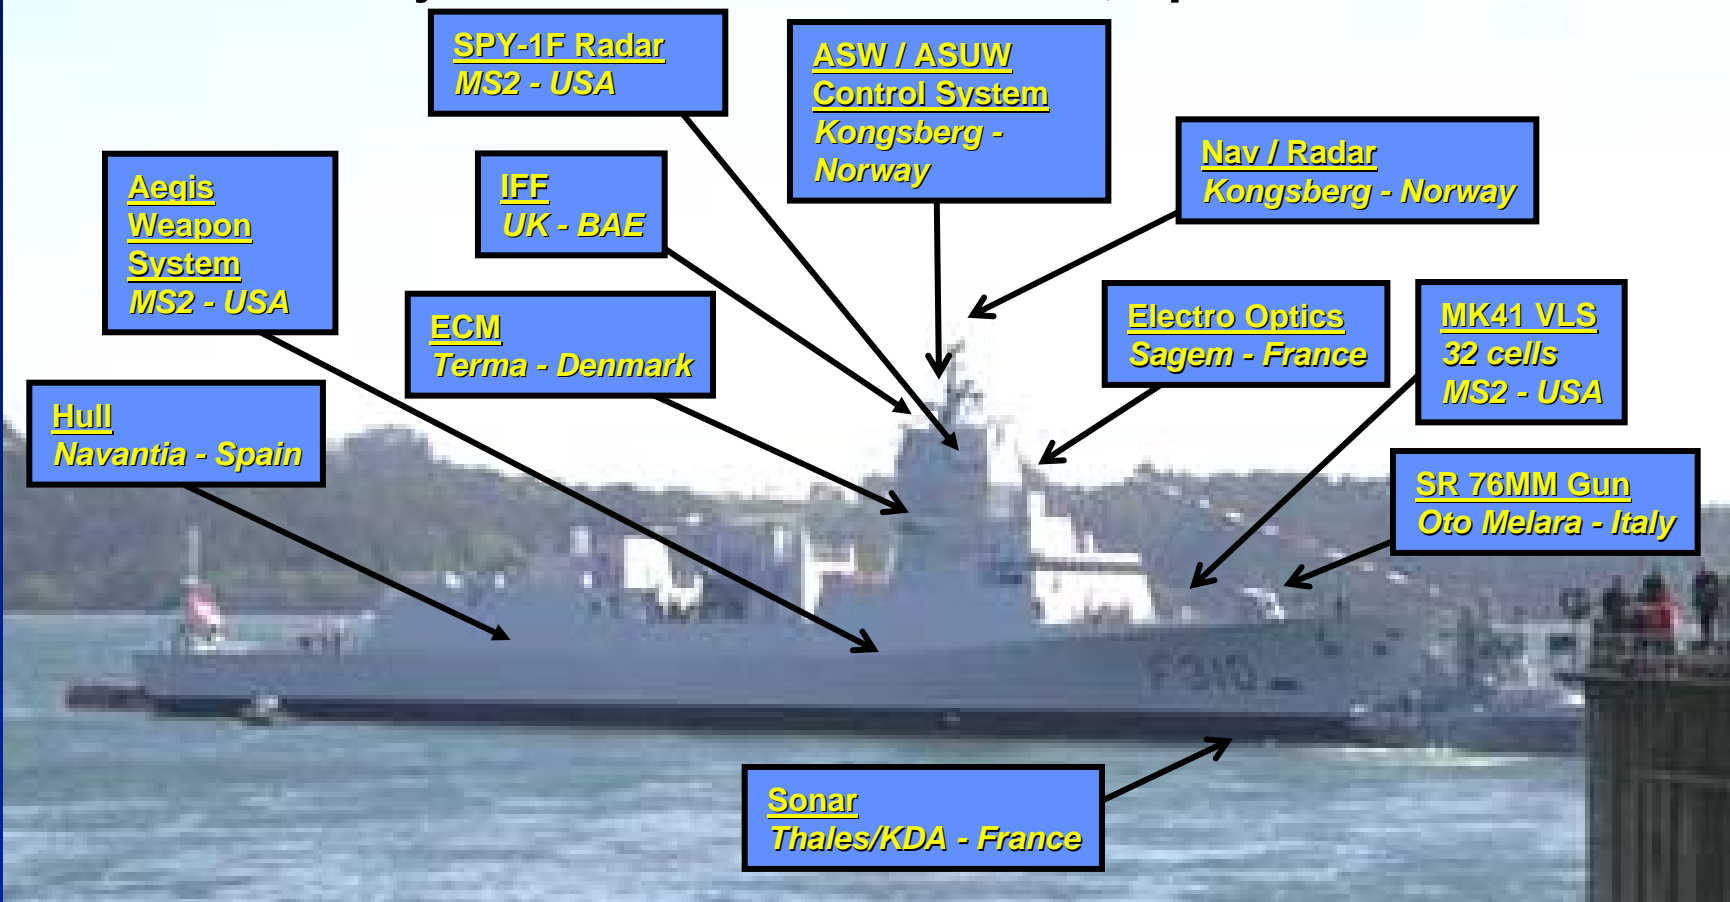 SPY-1F Radar
MS2 - USA
ASW / ASUW
Control System
Kongsberg -
Norway
Nav / Radar
Kongsberg - Norway
Aegis
Weapon
System
MS2 - USA
IFF
UK - BAE
ECM
Terma - Denmark
Electro Optics
Sagem - France
MK41 VLS
32 cells
MS2 - USA
Hull
Navantia - Spain
SR 76MM Gun
Oto Melara - Italy
F310
Sonar
Thales/KDA - France